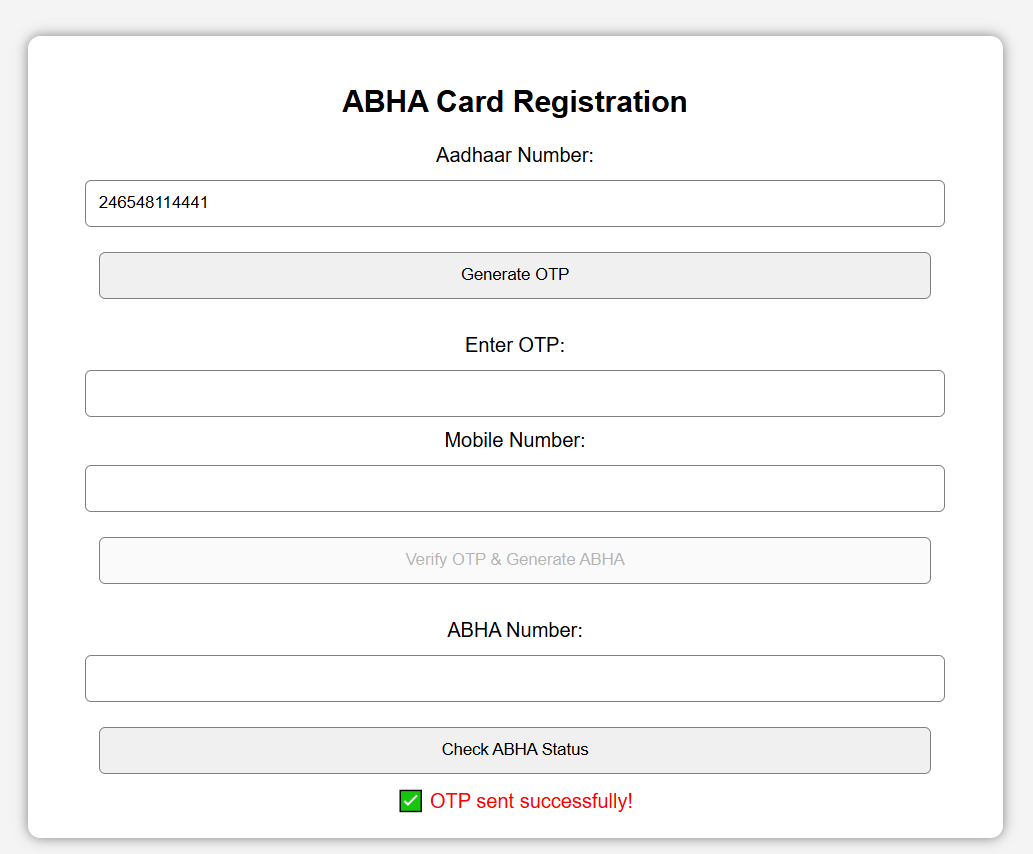 ABHA Card Registration
Aadhaar Number:
246548114441
Generate OTP
Enter OTP:
Mobile Number:
Verify OTP & Generate ABHA
ABHA Number:
Check ABHA Status
✅ OTP sent successfully!